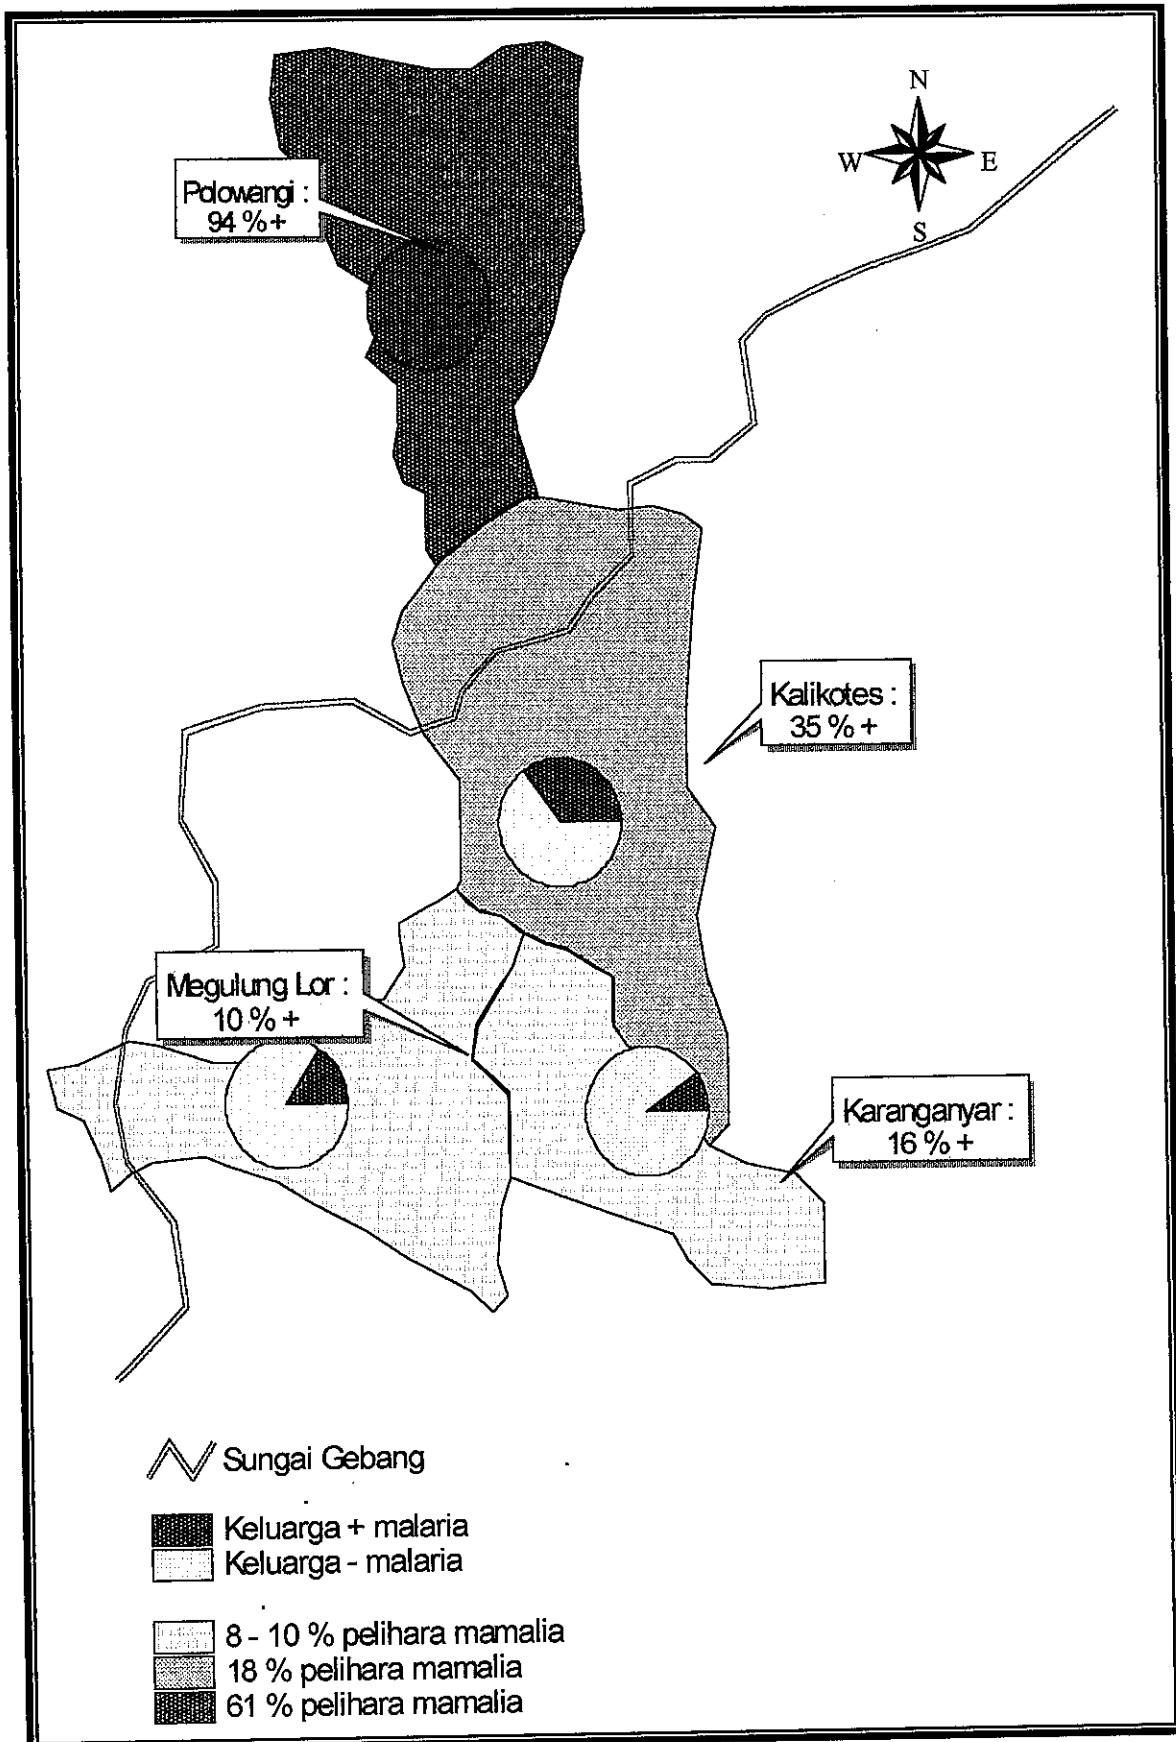 N
W
E
S
Polowangi :
94 % +
Kalikotes :
35 % +
Megulung Lor :
10 % +
Karanganyar :
16 % +
Sungai Gebang
Keluarga + malaria
Keluarga - malaria
8 - 10 % pelihara mamalia
18 % pelihara mamalia
61 % pelihara mamalia